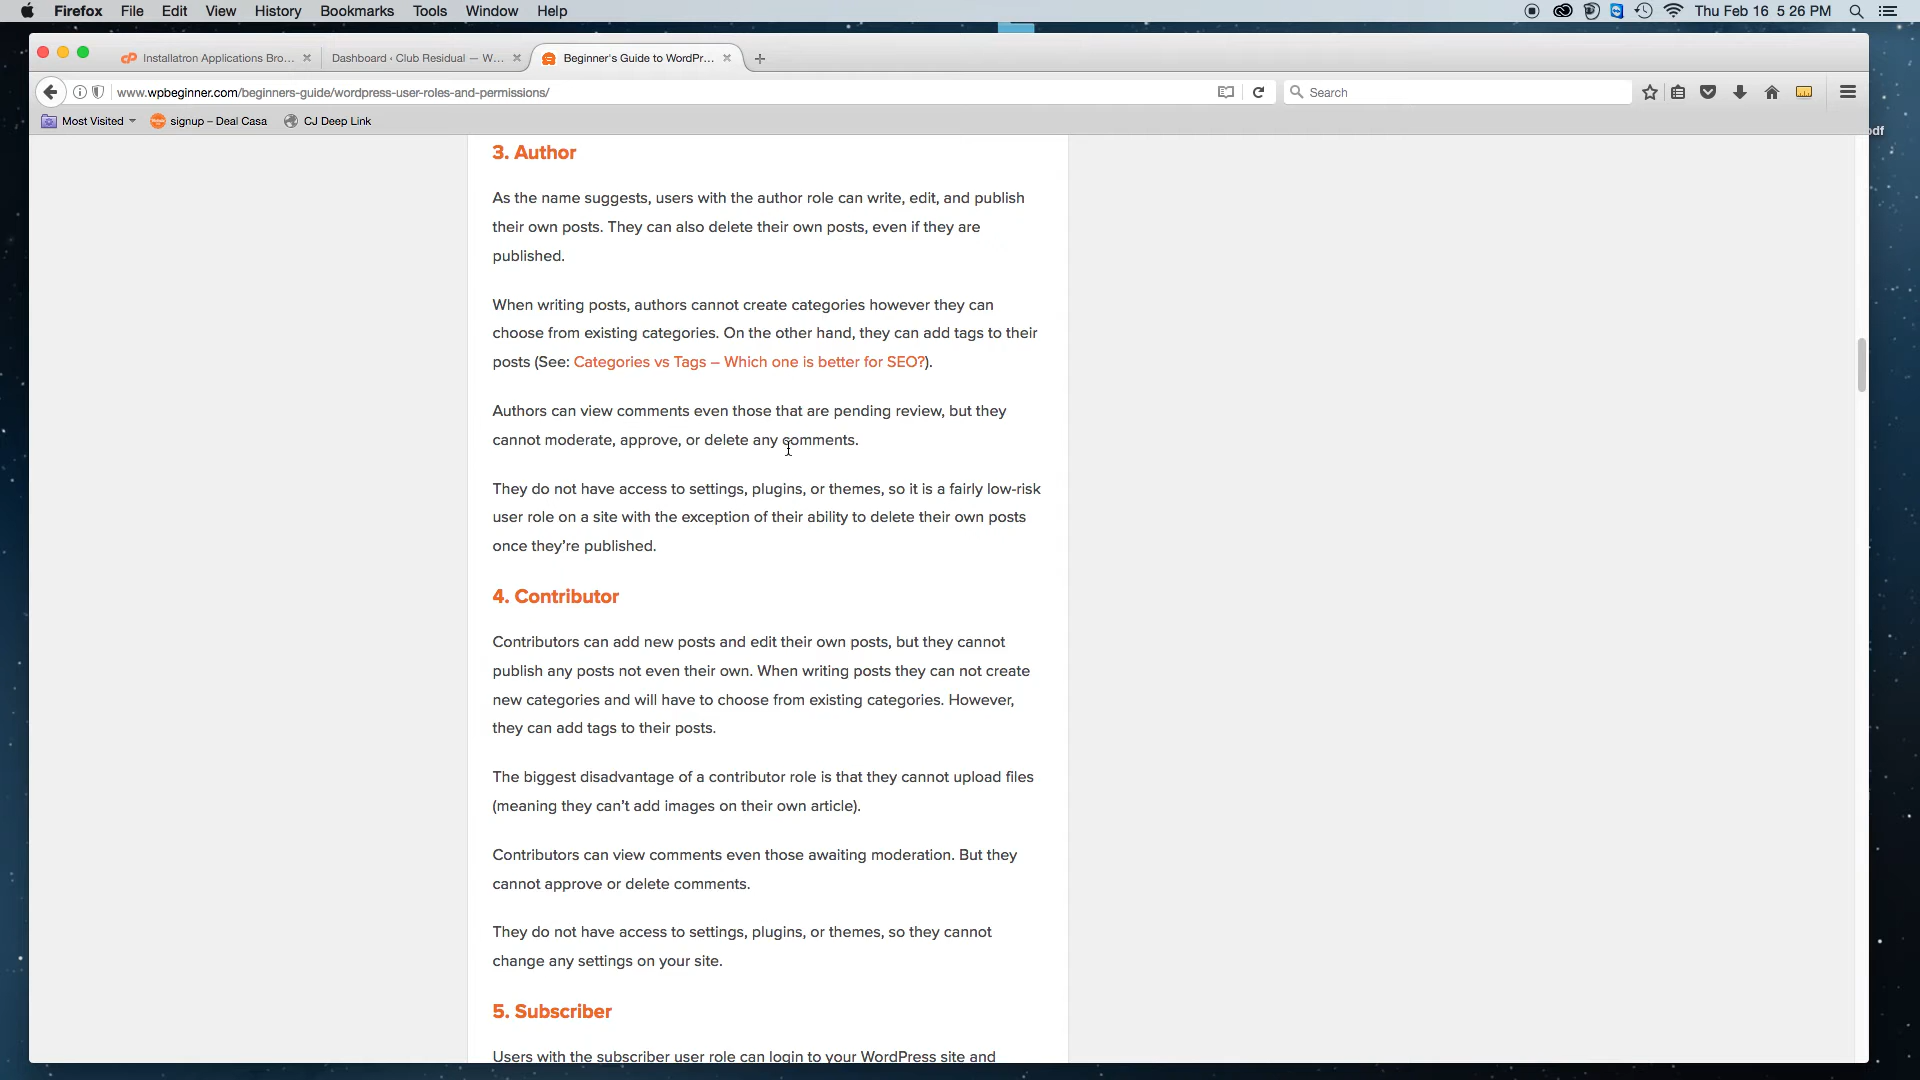 Firefox File Edit View History Bookmarks Tools Window Help Thu Feb 16 5:26 PM
Installatron Applications Bro... Dashboard ‹ Club Residual — W... Beginner's Guide to WordPr...
www.wpbeginner.com/beginners-guide/wordpress-user-roles-and-permissions/ Search
Most Visited signup – Deal Casa CJ Deep Link
3. Author
As the name suggests, users with the author role can write, edit, and publish
their own posts. They can also delete their own posts, even if they are
published.
When writing posts, authors cannot create categories however they can
choose from existing categories. On the other hand, they can add tags to their
posts (See: Categories vs Tags – Which one is better for SEO?).
Authors can view comments even those that are pending review, but they
cannot moderate, approve, or delete any comments.
They do not have access to settings, plugins, or themes, so it is a fairly low-risk
user role on a site with the exception of their ability to delete their own posts
once they’re published.
4. Contributor
Contributors can add new posts and edit their own posts, but they cannot
publish any posts not even their own. When writing posts they can not create
new categories and will have to choose from existing categories. However,
they can add tags to their posts.
The biggest disadvantage of a contributor role is that they cannot upload files
(meaning they can’t add images on their own article).
Contributors can view comments even those awaiting moderation. But they
cannot approve or delete comments.
They do not have access to settings, plugins, or themes, so they cannot
change any settings on your site.
5. Subscriber
Users with the subscriber user role can login to your WordPress site and